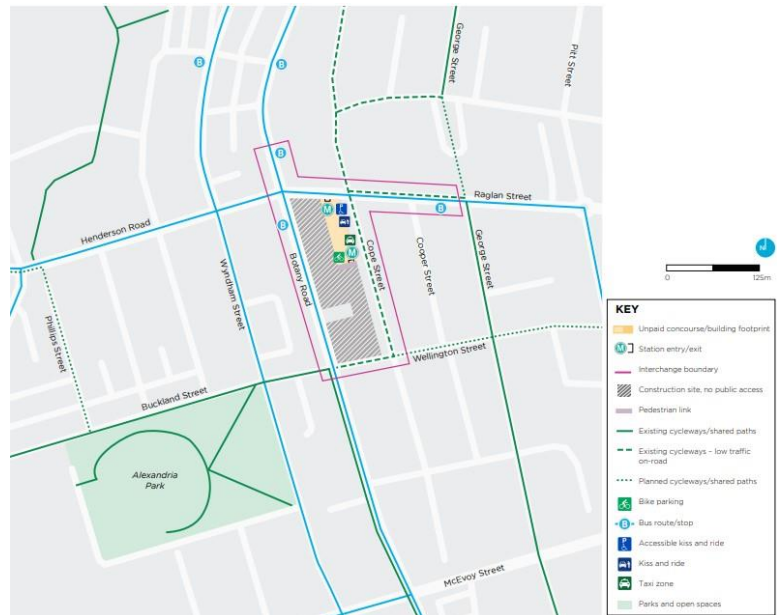 George Street
Pitt Street
B
B
B
Raglan Street
B
M
P
Henderson Road
B
Cope Street
M
Cooper Street
George Street
Botany Road
Wyndham Street
0
125m
KEY
Unpaid concourse/building footprint
M Station entry/exit
Interchange boundary
Construction site, no public access
Pedestrian link
Existing cycleways/shared paths
Existing cycleways – low traffic
on-road
Planned cycleways/shared paths
Bike parking
B Bus route/stop
P Accessible kiss and ride
Kiss and ride
Taxi zone
Parks and open spaces
Phillips Street
Wellington Street
Buckland Street
Alexandria
Park
McEvoy Street